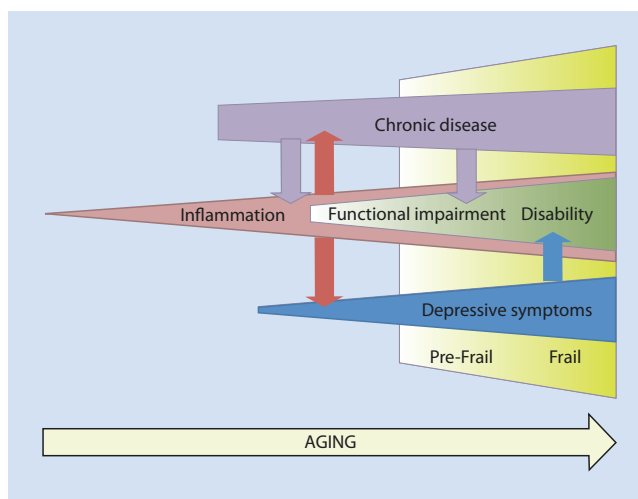 Chronic disease
Inflammation
Functional impairment
Disability
Depressive symptoms
Pre-Frail
Frail
AGING